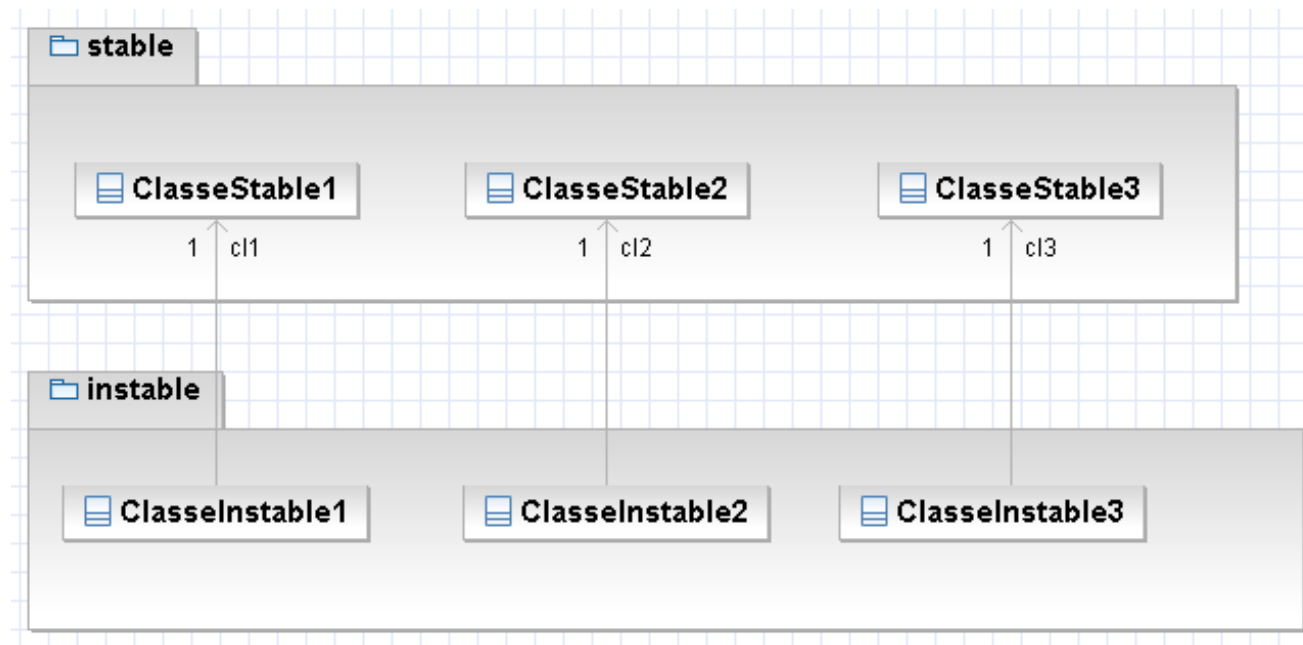 stable
ClasseStable1 ClasseStable2 ClasseStable3
1 cl1 1 cl2 1 cl3
instable
ClasseInstable1 ClasseInstable2 ClasseInstable3